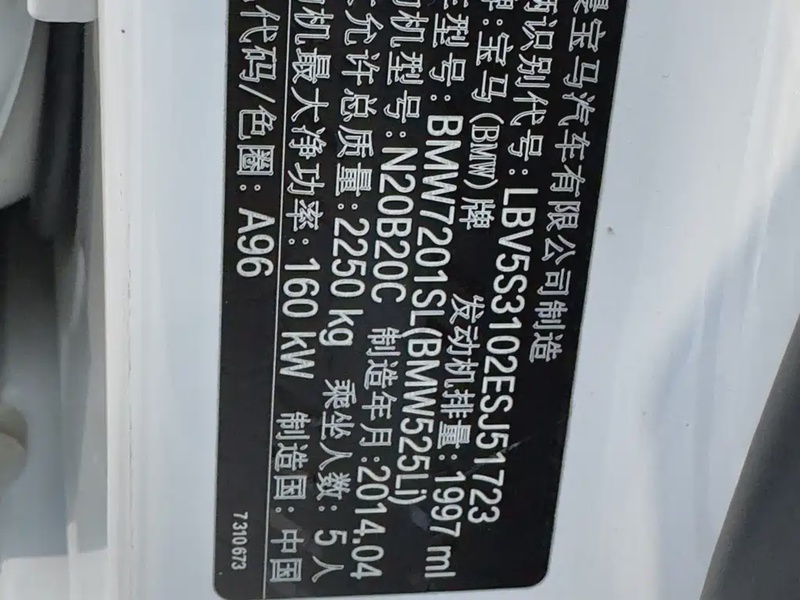 宝马汽车有限公司制造
识别代号:LBV5S3102ESJ51723
牌:宝马(BMW)牌 发动机排量:1997 ml
型号:BMW7201SL(BMW525Li)
机型号:N20B20C 制造年月:2014.04
允许总质量:2250 kg 乘坐人数:5人
机最大净功率:160 kW 制造国:中国
代码/色圈:A96
7 310 673